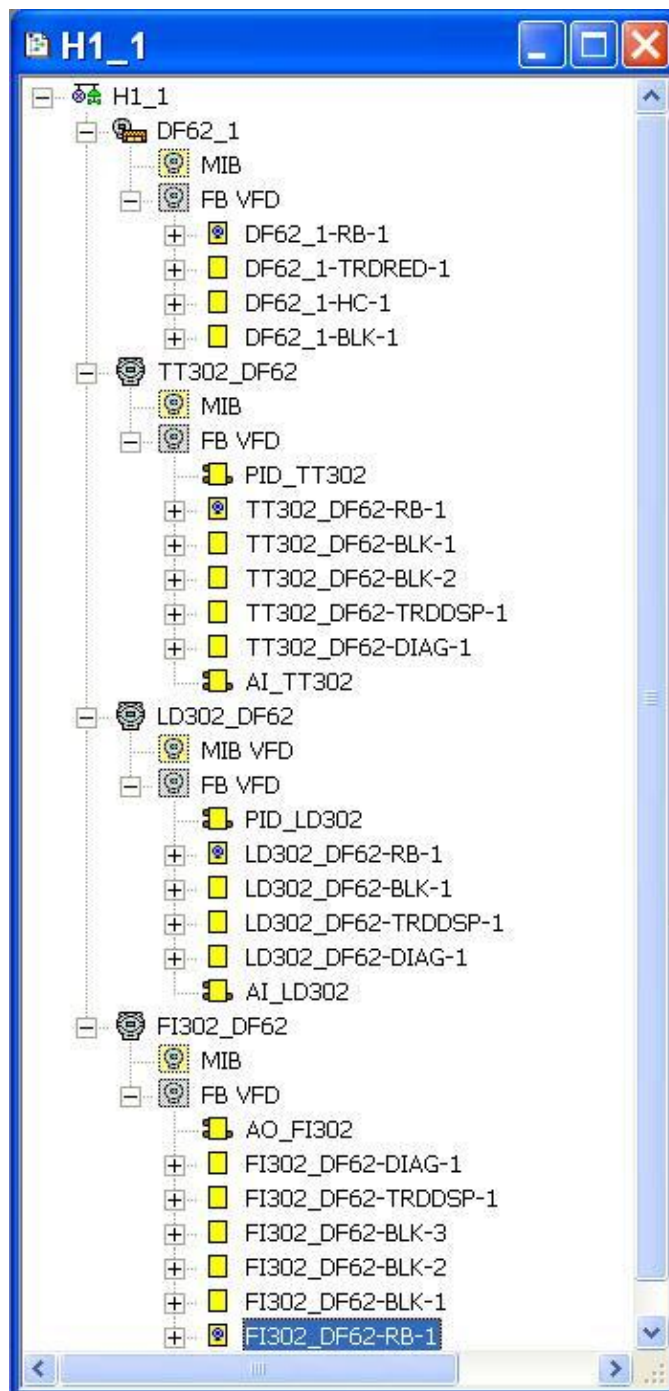 H1_1
H1_1
DF62_1
MIB
FB VFD
DF62_1-RB-1
DF62_1-TRDRED-1
DF62_1-HC-1
DF62_1-BLK-1
TT302_DF62
MIB
FB VFD
PID_TT302
TT302_DF62-RB-1
TT302_DF62-BLK-1
TT302_DF62-BLK-2
TT302_DF62-TRDDSP-1
TT302_DF62-DIAG-1
AI_TT302
LD302_DF62
MIB VFD
FB VFD
PID_LD302
LD302_DF62-RB-1
LD302_DF62-BLK-1
LD302_DF62-TRDDSP-1
LD302_DF62-DIAG-1
AI_LD302
FI302_DF62
MIB
FB VFD
AO_FI302
FI302_DF62-DIAG-1
FI302_DF62-TRDDSP-1
FI302_DF62-BLK-3
FI302_DF62-BLK-2
FI302_DF62-BLK-1
FI302_DF62-RB-1